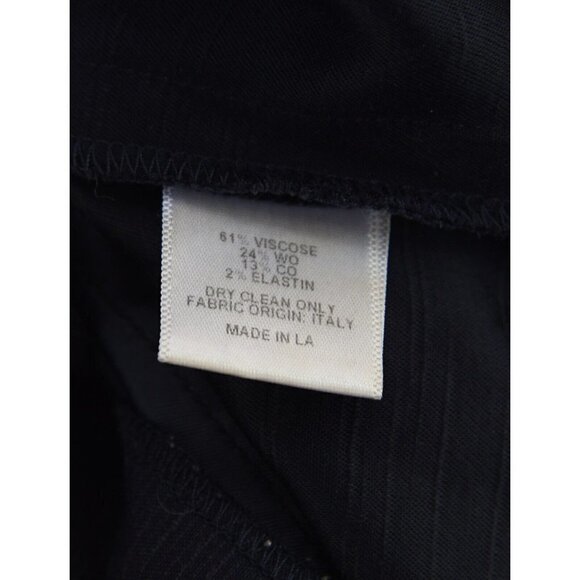 61% VISCOSE
24% WO
13% CO
2% ELASTIN
DRY CLEAN ONLY
FABRIC ORIGIN: ITALY
MADE IN LA